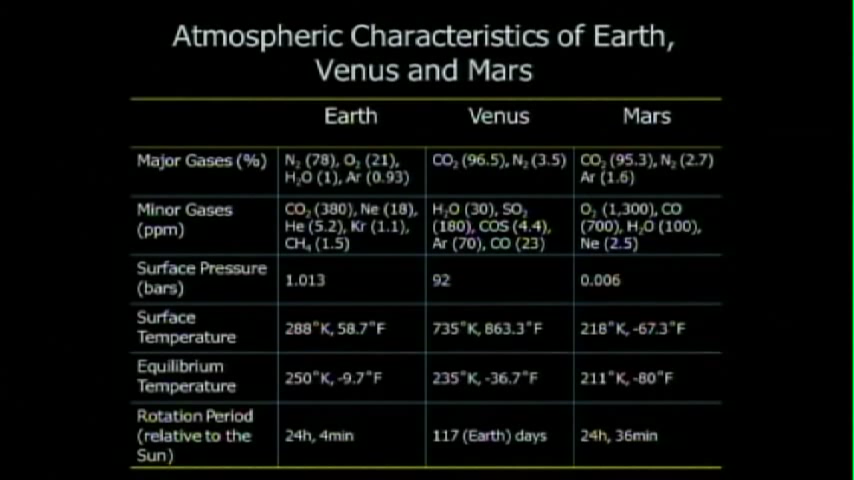 Atmospheric Characteristics of Earth,
Venus and Mars
Earth Venus Mars
Major Gases (%) N₂ (78), O₂ (21), H₂O (1), Ar (0.93) CO₂ (96.5), N₂ (3.5) CO₂ (95.3), N₂ (2.7) Ar (1.6)
Minor Gases (ppm) CO₂ (380), Ne (18), He (5.2), Kr (1.1), CH₄ (1.5) H₂O (30), SO₂ (180), COS (4.4), Ar (70), CO (23) O₂ (1,300), CO (700), H₂O (100), Ne (2.5)
Surface Pressure (bars) 1.013 92 0.006
Surface Temperature 288°K, 58.7°F 735°K, 863.3°F 218°K, -67.3°F
Equilibrium Temperature 250°K, -9.7°F 235°K, -36.7°F 211°K, -80°F
Rotation Period (relative to the Sun) 24h, 4min 117 (Earth) days 24h, 36min